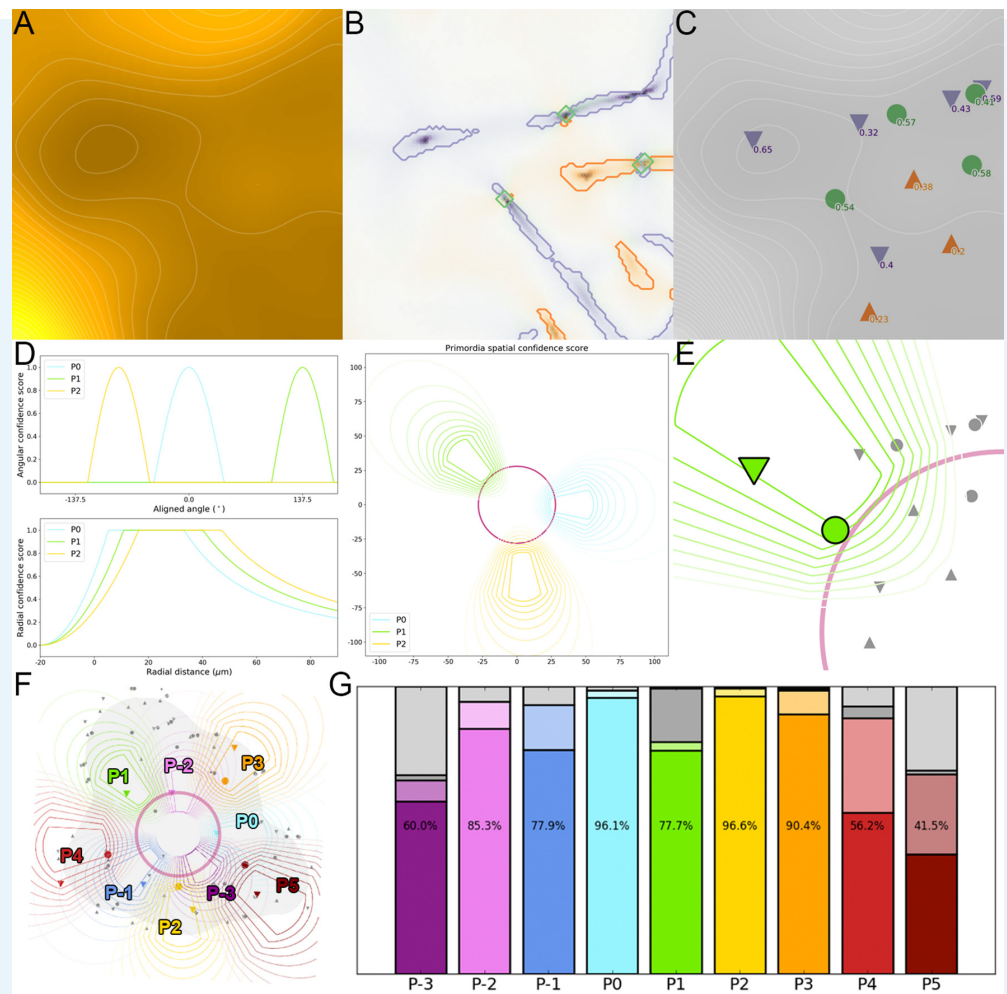 A
B
C
0.59
0.41
0.43
0.57
0.32
0.65
0.58
0.38
0.54
0.2
0.4
0.23
D
Angular confidence score
1.0
0.8
0.6
0.4
0.2
0.0
P0
P1
P2
-137.5
0.0
137.5
Aligned angle (°)
Radial confidence score
1.0
0.8
0.6
0.4
0.2
0.0
P0
P1
P2
-20
0
20
40
60
80
Radial distance (μm)
Primordia spatial confidence score
100
75
50
25
0
-25
-50
-75
-100
P0
P1
P2
-100
-75
-50
-25
0
25
50
75
100
E
F
P-2
P3
P1
P0
P4
P-1
P-3
P5
P2
G
60.0%
85.3%
77.9%
96.1%
77.7%
96.6%
90.4%
56.2%
41.5%
P-3
P-2
P-1
P0
P1
P2
P3
P4
P5